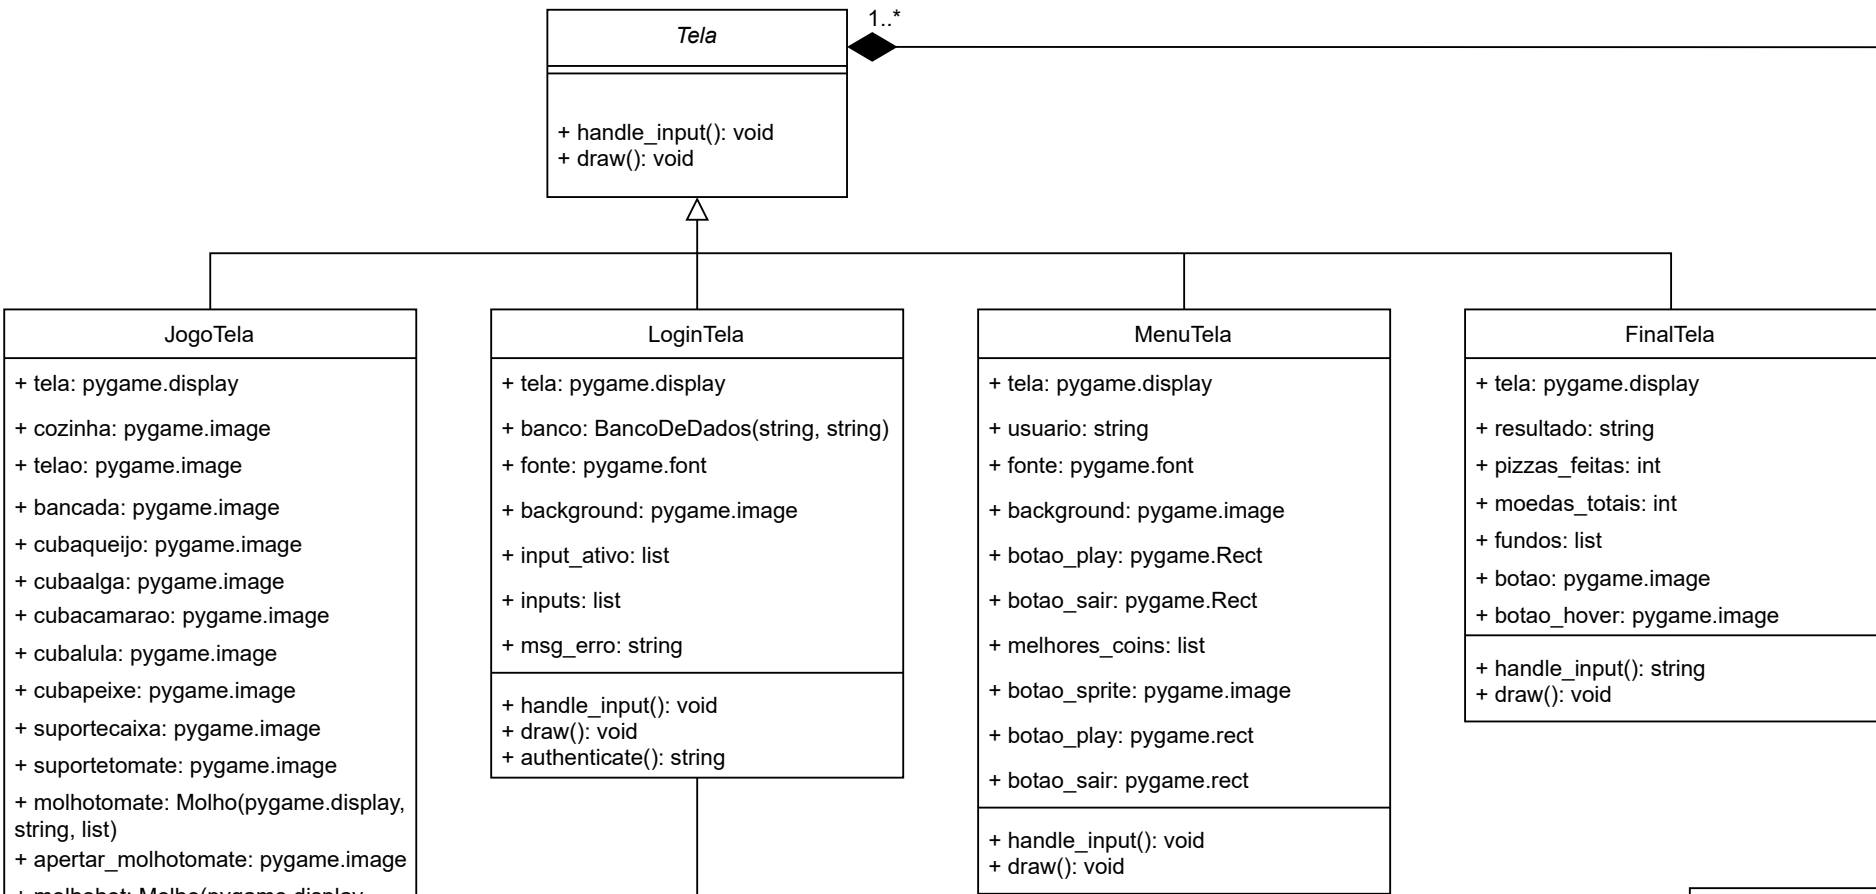 1..*
Tela
+ handle_input(): void
+ draw(): void
JogoTela
+ tela: pygame.display
+ cozinha: pygame.image
+ telao: pygame.image
+ bancada: pygame.image
+ cubaqueijo: pygame.image
+ cubaalga: pygame.image
+ cubacamarao: pygame.image
+ cubalula: pygame.image
+ cubapeixe: pygame.image
+ suportecaixa: pygame.image
+ suportetomate: pygame.image
+ molhotomate: Molho(pygame.display,
string, list)
+ apertar_molhotomate: pygame.image
+ molhohot: Molho(pygame.display,
LoginTela
+ tela: pygame.display
+ banco: BancoDeDados(string, string)
+ fonte: pygame.font
+ background: pygame.image
+ input_ativo: list
+ inputs: list
+ msg_erro: string
+ handle_input(): void
+ draw(): void
+ authenticate(): string
MenuTela
+ tela: pygame.display
+ usuario: string
+ fonte: pygame.font
+ background: pygame.image
+ botao_play: pygame.Rect
+ botao_sair: pygame.Rect
+ melhores_coins: list
+ botao_sprite: pygame.image
+ botao_play: pygame.rect
+ botao_sair: pygame.rect
+ handle_input(): void
+ draw(): void
FinalTela
+ tela: pygame.display
+ resultado: string
+ pizzas_feitas: int
+ moedas_totais: int
+ fundos: list
+ botao: pygame.image
+ botao_hover: pygame.image
+ handle_input(): string
+ draw(): void